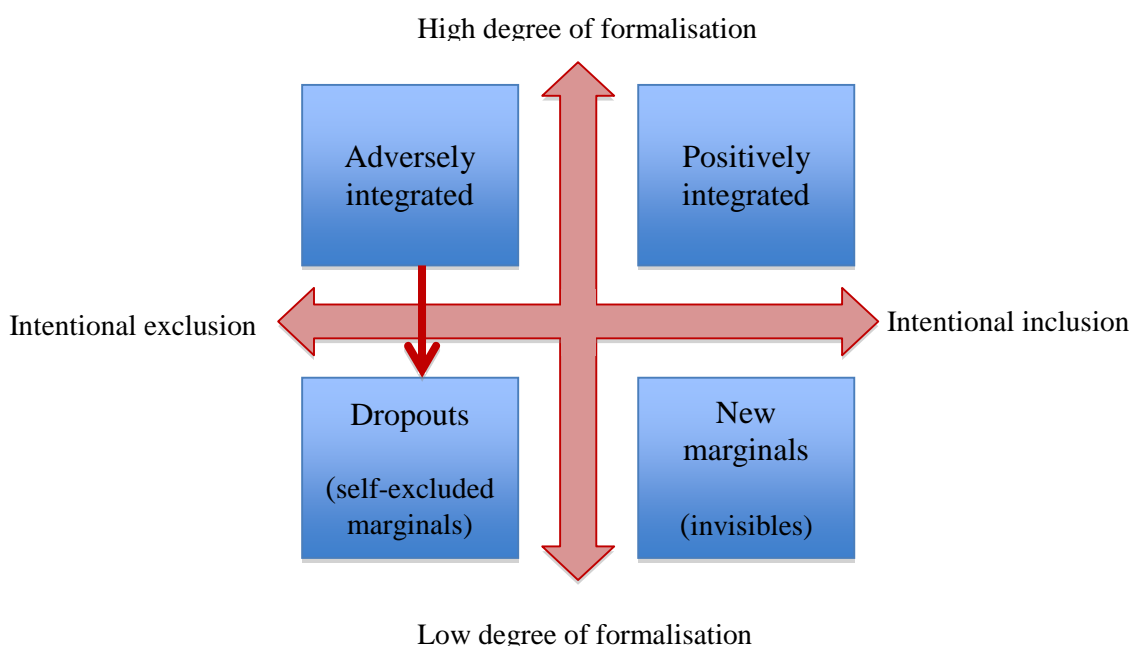 High degree of formalisation
Adversely
integrated
Positively
integrated
Intentional exclusion
Intentional inclusion
Dropouts
(self-excluded
marginals)
New
marginals
(invisibles)
Low degree of formalisation